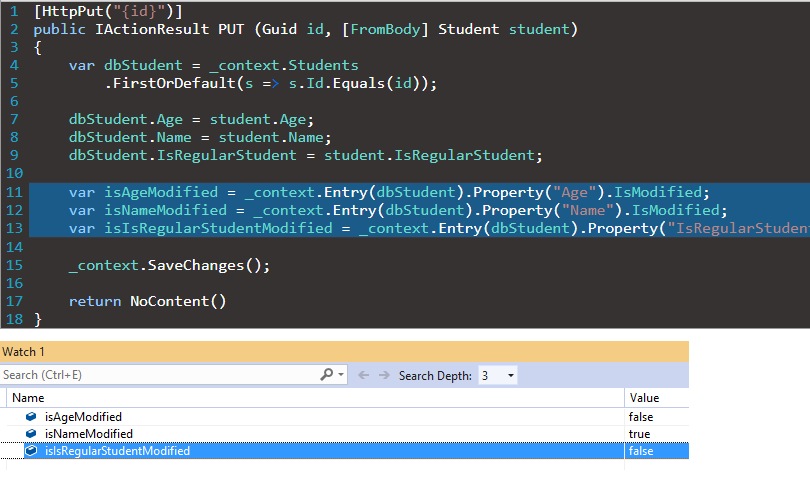 1 [HttpPut("{id}")]
2 public IActionResult PUT (Guid id, [FromBody] Student student)
3 {
4 var dbStudent = _context.Students
5 .FirstOrDefault(s => s.Id.Equals(id));
6
7 dbStudent.Age = student.Age;
8 dbStudent.Name = student.Name;
9 dbStudent.IsRegularStudent = student.IsRegularStudent;
10
11 var isAgeModified = _context.Entry(dbStudent).Property("Age").IsModified;
12 var isNameModified = _context.Entry(dbStudent).Property("Name").IsModified;
13 var isIsRegularStudentModified = _context.Entry(dbStudent).Property("IsRegularStuden
14
15 _context.SaveChanges();
16
17 return NoContent()
18 }
Watch 1
Search (Ctrl+E) Search Depth: 3
Name Value
isAgeModified false
isNameModified true
isIsRegularStudentModified false